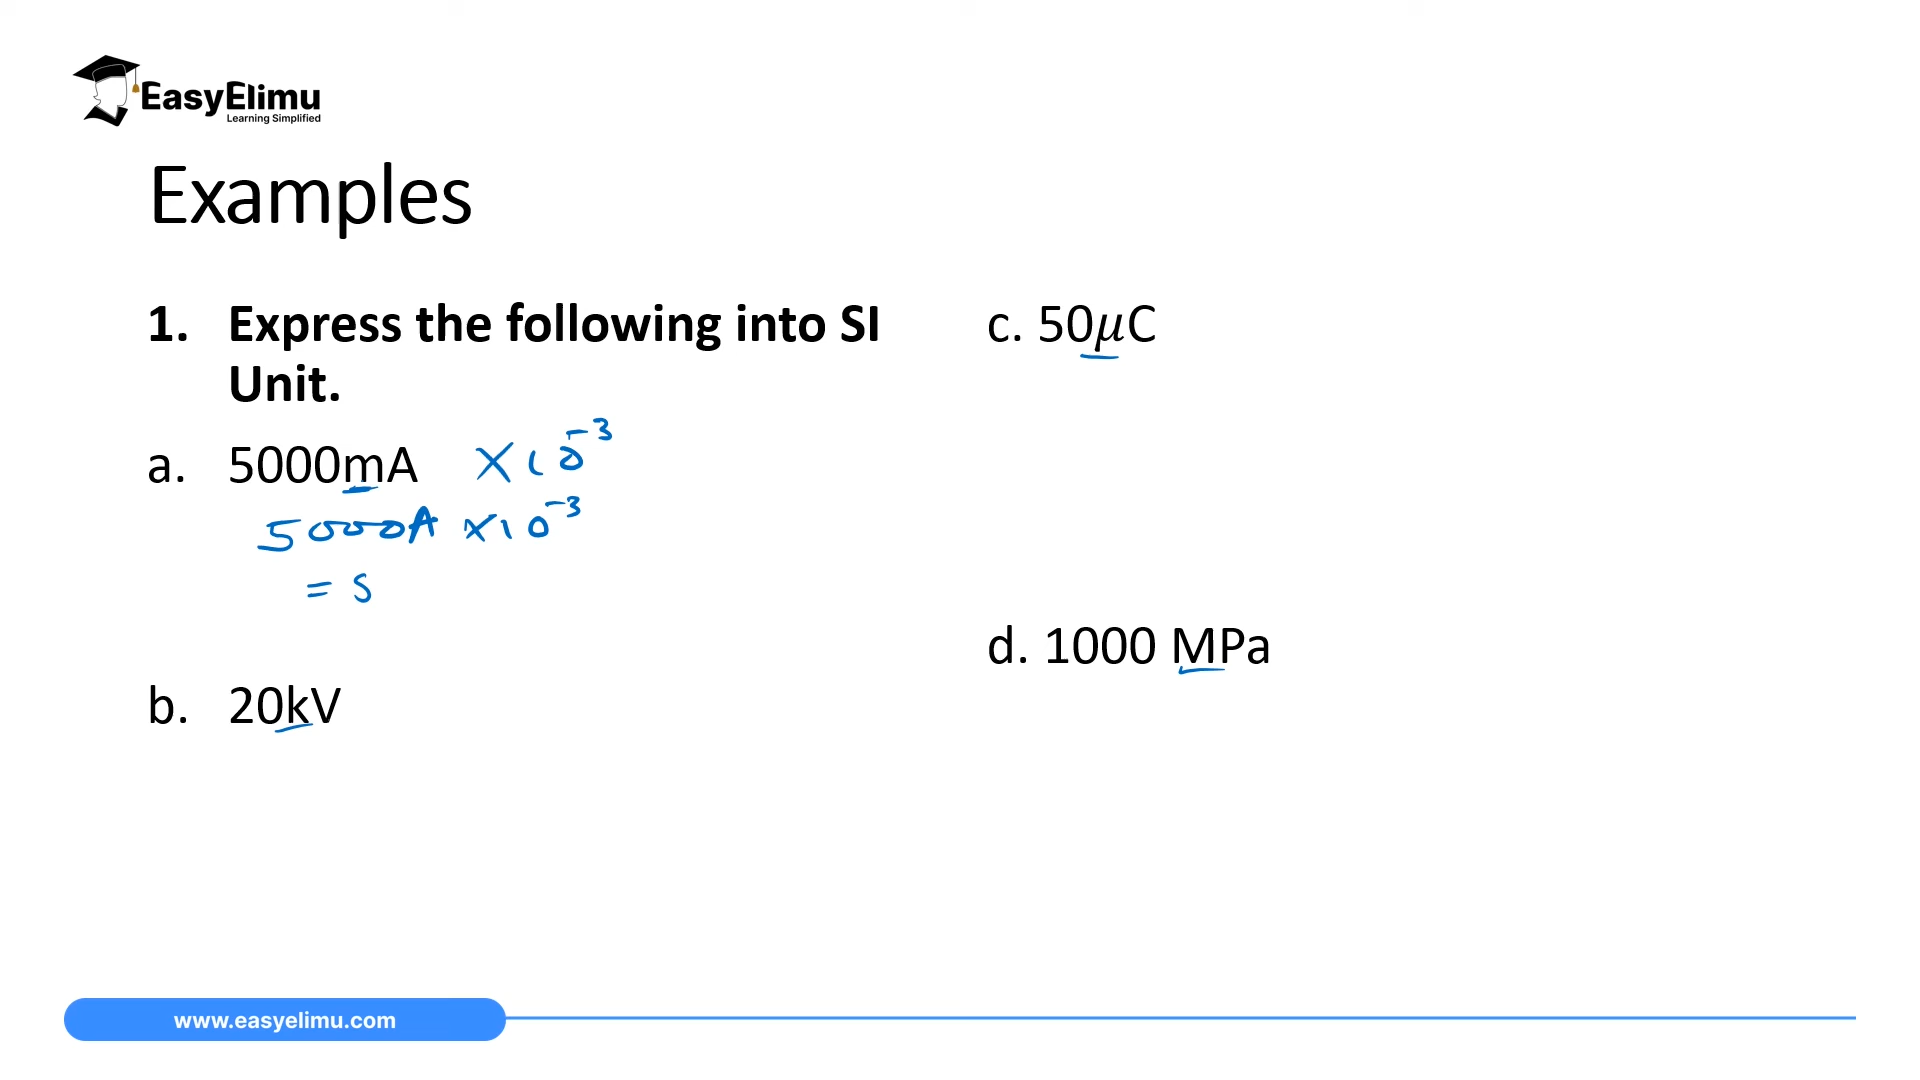 EasyElimu
Learning Simplified
Examples
1. Express the following into SI
Unit.
a. 5000mA ×10⁻³
5000A ×10⁻³
= 5
b. 20kV
c. 50𝜇C
d. 1000 MPa
www.easyelimu.com